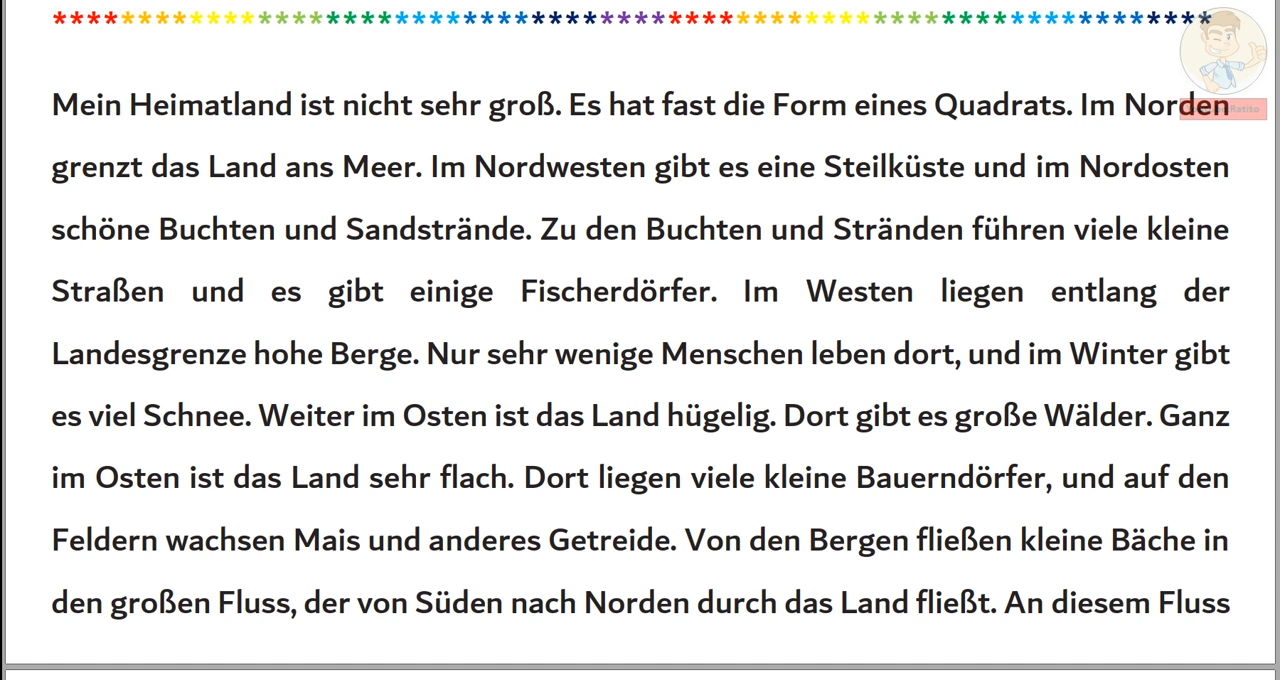 ************************************************************************
Mein Heimatland ist nicht sehr groß. Es hat fast die Form eines Quadrats. Im Norden
grenzt das Land ans Meer. Im Nordwesten gibt es eine Steilküste und im Nordosten
schöne Buchten und Sandstrände. Zu den Buchten und Stränden führen viele kleine
Straßen und es gibt einige Fischerdörfer. Im Westen liegen entlang der
Landesgrenze hohe Berge. Nur sehr wenige Menschen leben dort, und im Winter gibt
es viel Schnee. Weiter im Osten ist das Land hügelig. Dort gibt es große Wälder. Ganz
im Osten ist das Land sehr flach. Dort liegen viele kleine Bauerndörfer, und auf den
Feldern wachsen Mais und anderes Getreide. Von den Bergen fließen kleine Bäche in
den großen Fluss, der von Süden nach Norden durch das Land fließt. An diesem Fluss